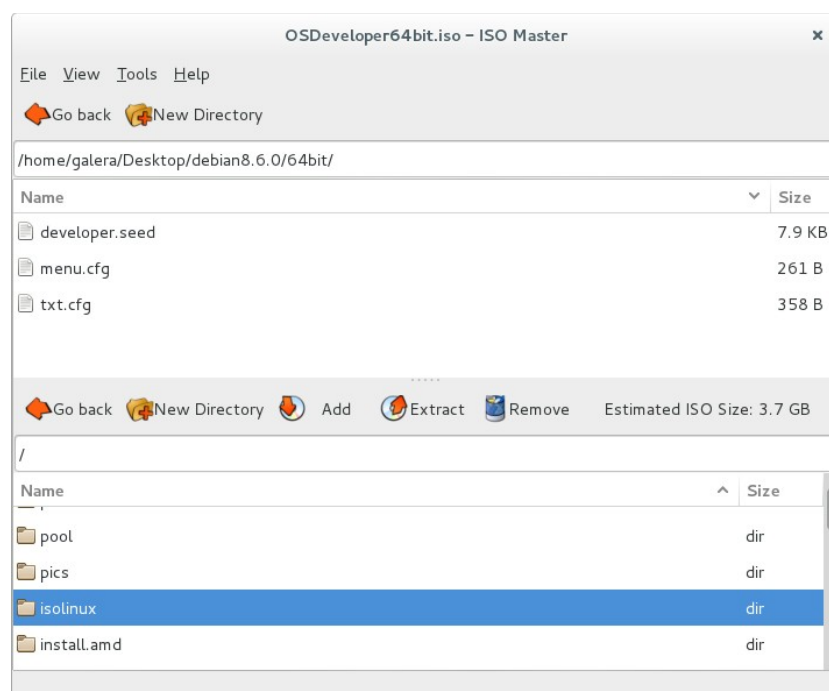 OSDeveloper64bit.iso – ISO Master
File View Tools Help
Go back New Directory
/home/galera/Desktop/debian8.6.0/64bit/
Name Size
developer.seed 7.9 KB
menu.cfg 261 B
txt.cfg 358 B
Go back New Directory Add Extract Remove Estimated ISO Size: 3.7 GB
/
Name Size
pool dir
pics dir
isolinux dir
install.amd dir